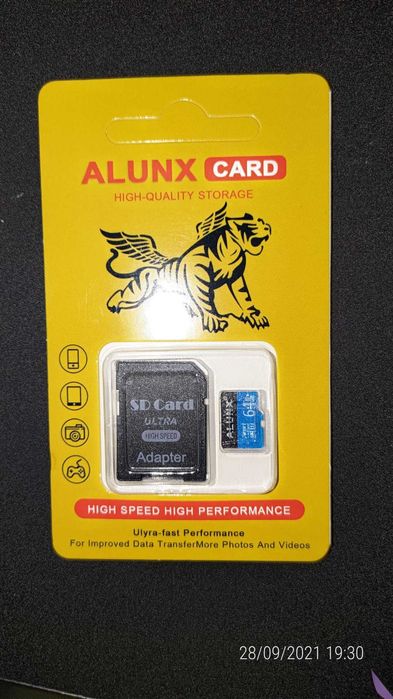 ALUNX CARD
HIGH-QUALITY STORAGE
SD Card
ULTRA
HIGH SPEED
Adapter
ALUNX
64
HIGH SPEED HIGH PERFORMANCE
Ulyra-fast Performance
For Improved Data TransferMore Photos And Videos
28/09/2021 19:30